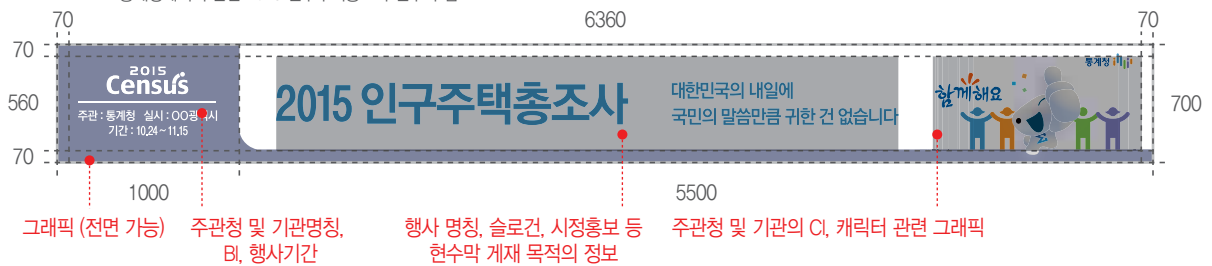 70
6360
70
70
560
70
700
2015
Census
주관 : 통계청 실시 : OO광역시
기간 : 10.24 ~ 11.15
2015 인구주택총조사
대한민국의 내일에
국민의 말씀만큼 귀한 건 없습니다
통계청
함께해요
1000
5500
그래픽 (전면 가능)
주관청 및 기관명칭,
BI, 행사기간
행사 명칭, 슬로건, 시정홍보 등
현수막 게재 목적의 정보
주관청 및 기관의 CI, 캐릭터 관련 그래픽